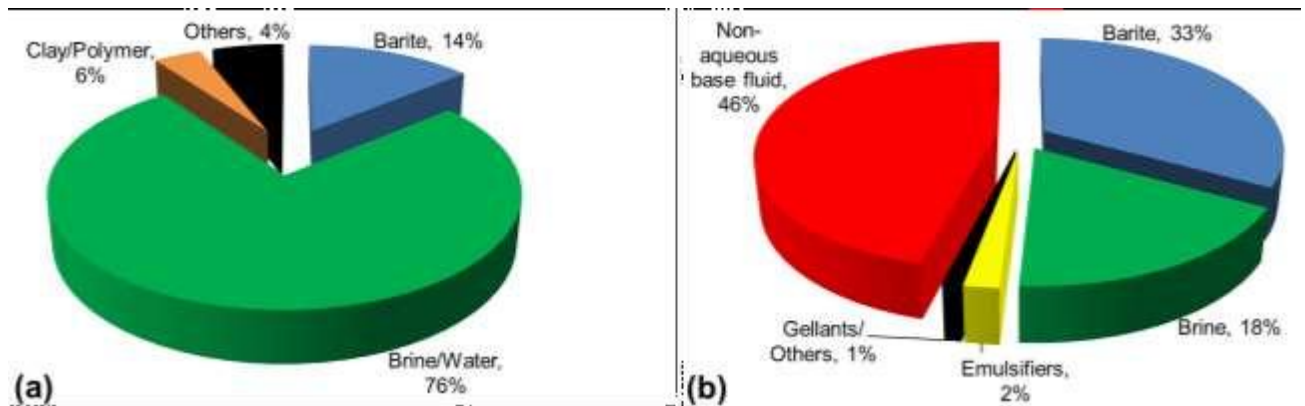 Others, 4%
Clay/Polymer,
6%
Barite, 14%
Brine/Water,
76%
(a)
Non-
aqueous
base fluid,
46%
Barite, 33%
Gellants/
Others, 1%
Emulsifiers,
2%
Brine, 18%
(b)